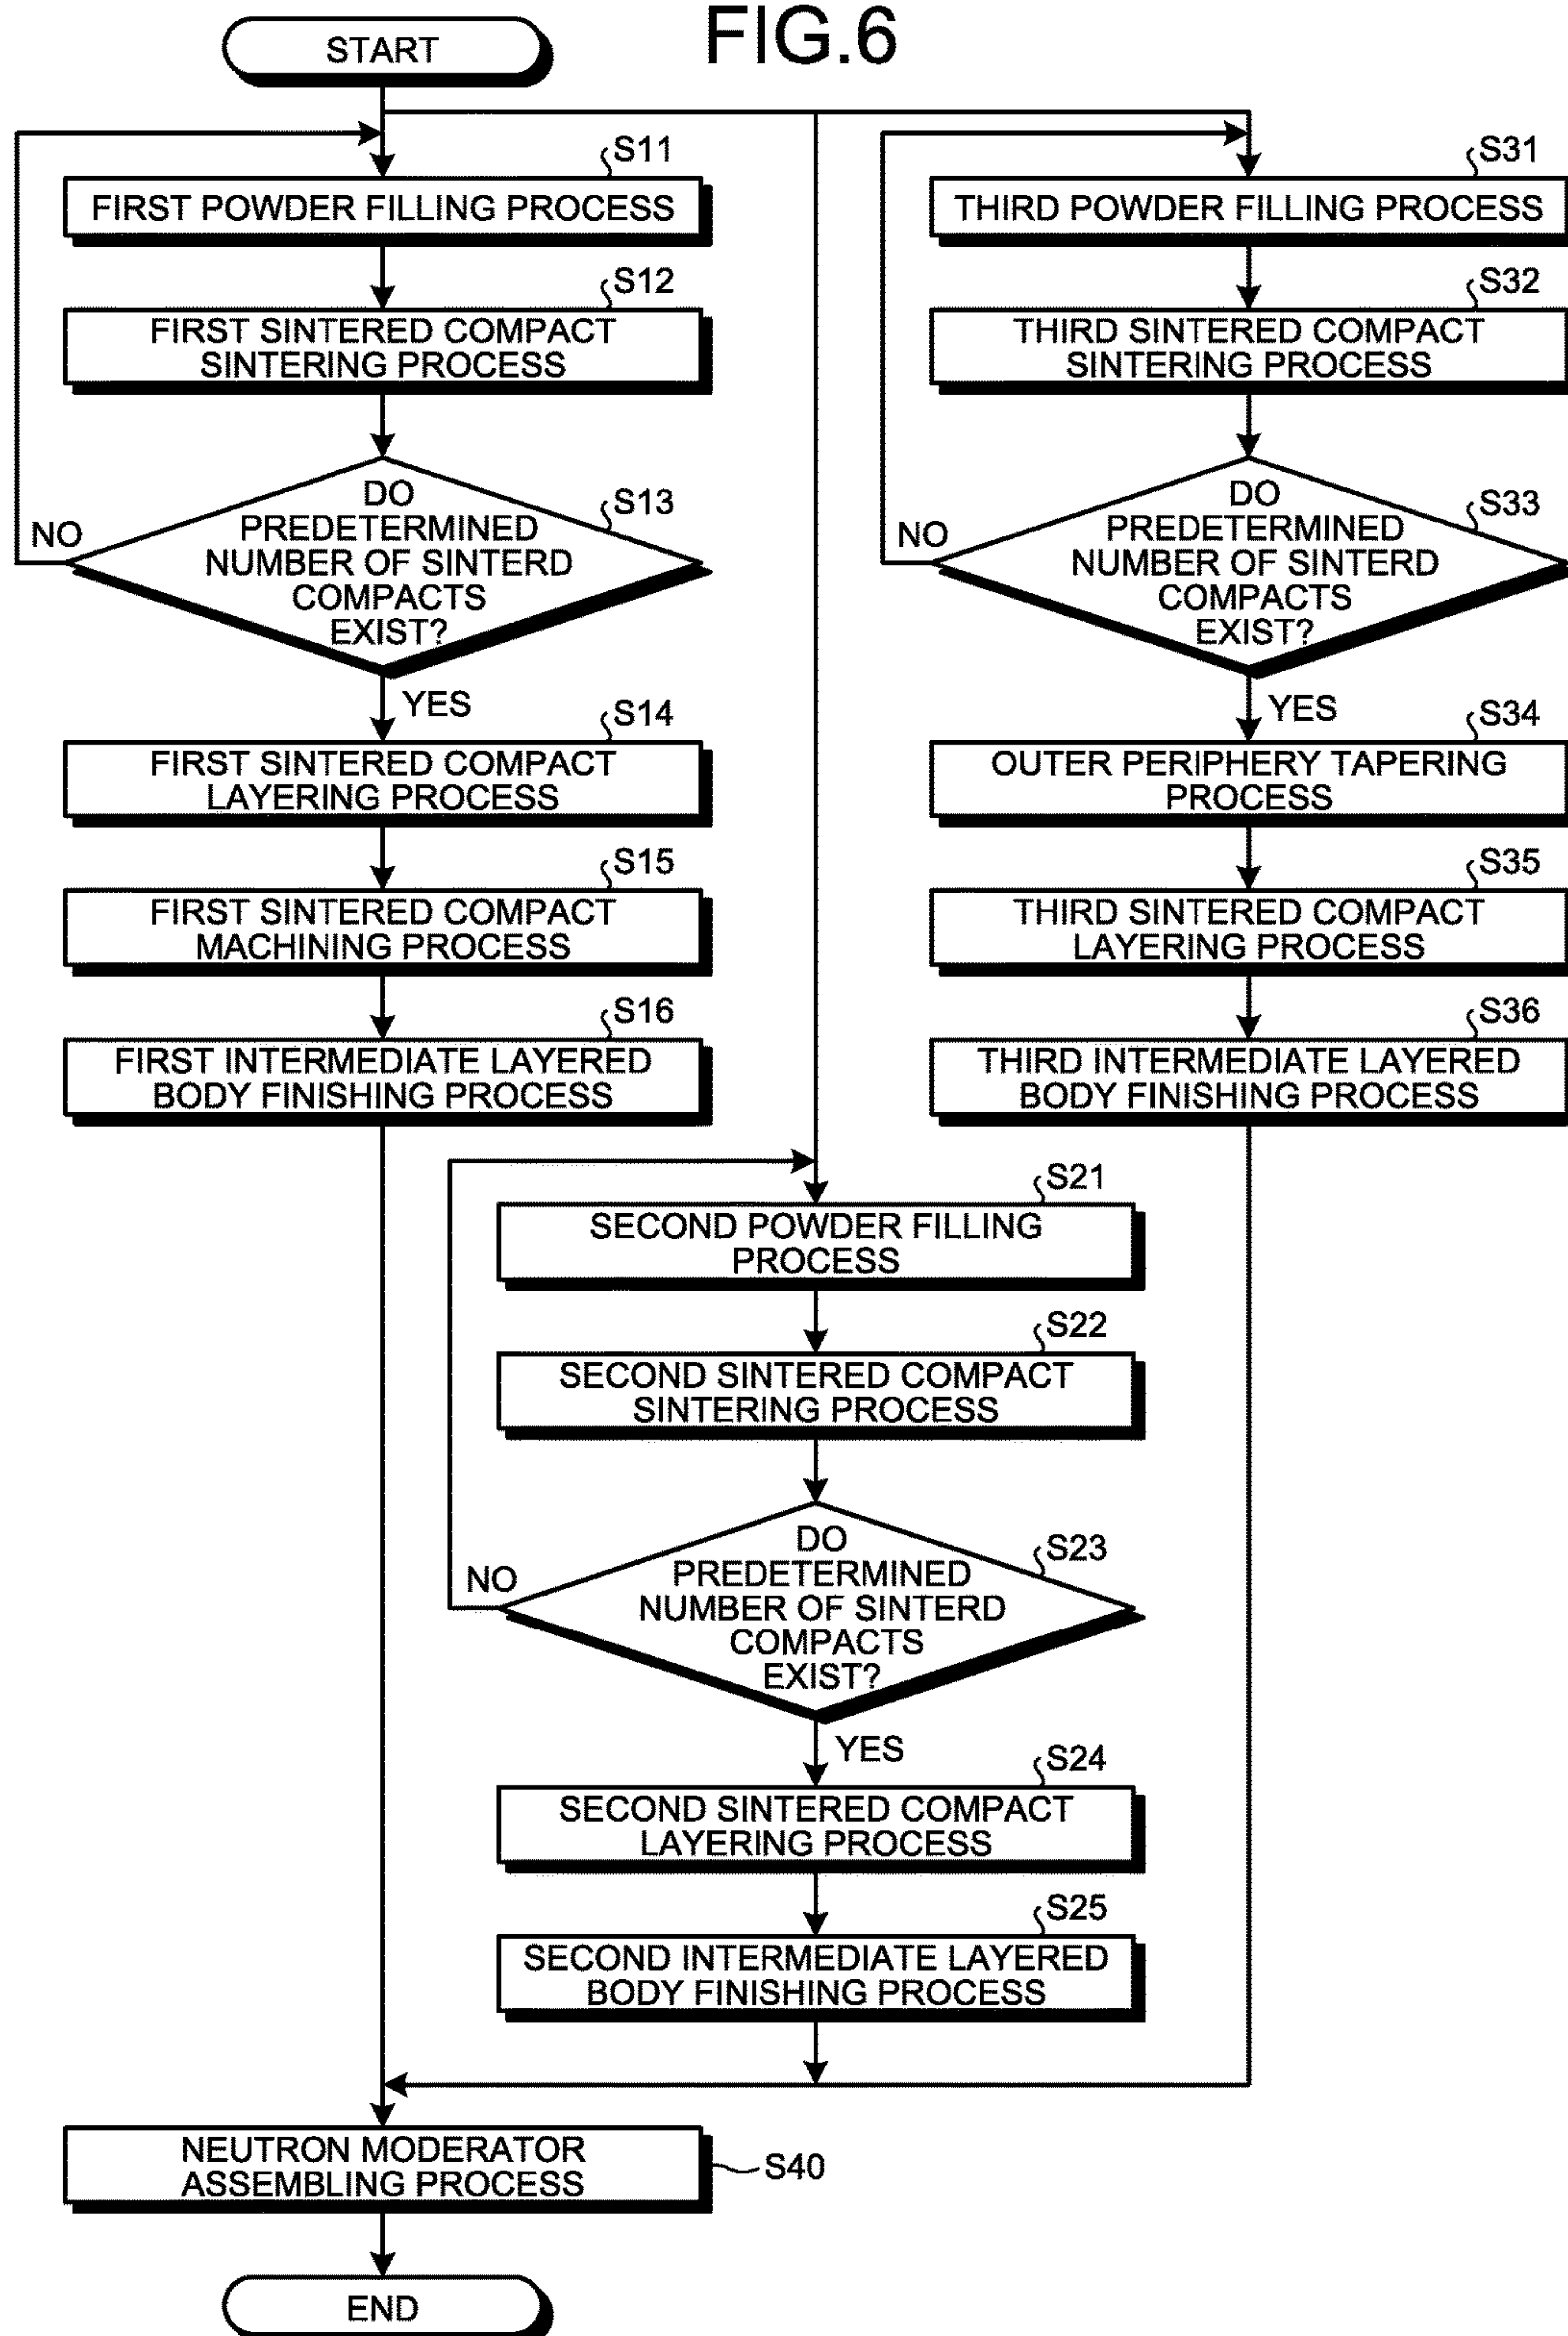 FIG.6
START
S11
FIRST POWDER FILLING PROCESS
S12
FIRST SINTERED COMPACT
SINTERING PROCESS
S13
DO
PREDETERMINED
NUMBER OF SINTERD
COMPACTS
EXIST?
NO
YES
S14
FIRST SINTERED COMPACT
LAYERING PROCESS
S15
FIRST SINTERED COMPACT
MACHINING PROCESS
S16
FIRST INTERMEDIATE LAYERED
BODY FINISHING PROCESS
S31
THIRD POWDER FILLING PROCESS
S32
THIRD SINTERED COMPACT
SINTERING PROCESS
S33
DO
PREDETERMINED
NUMBER OF SINTERD
COMPACTS
EXIST?
NO
YES
S34
OUTER PERIPHERY TAPERING
PROCESS
S35
THIRD SINTERED COMPACT
LAYERING PROCESS
S36
THIRD INTERMEDIATE LAYERED
BODY FINISHING PROCESS
S21
SECOND POWDER FILLING
PROCESS
S22
SECOND SINTERED COMPACT
SINTERING PROCESS
S23
DO
PREDETERMINED
NUMBER OF SINTERD
COMPACTS
EXIST?
NO
YES
S24
SECOND SINTERED COMPACT
LAYERING PROCESS
S25
SECOND INTERMEDIATE LAYERED
BODY FINISHING PROCESS
NEUTRON MODERATOR
ASSEMBLING PROCESS
S40
END